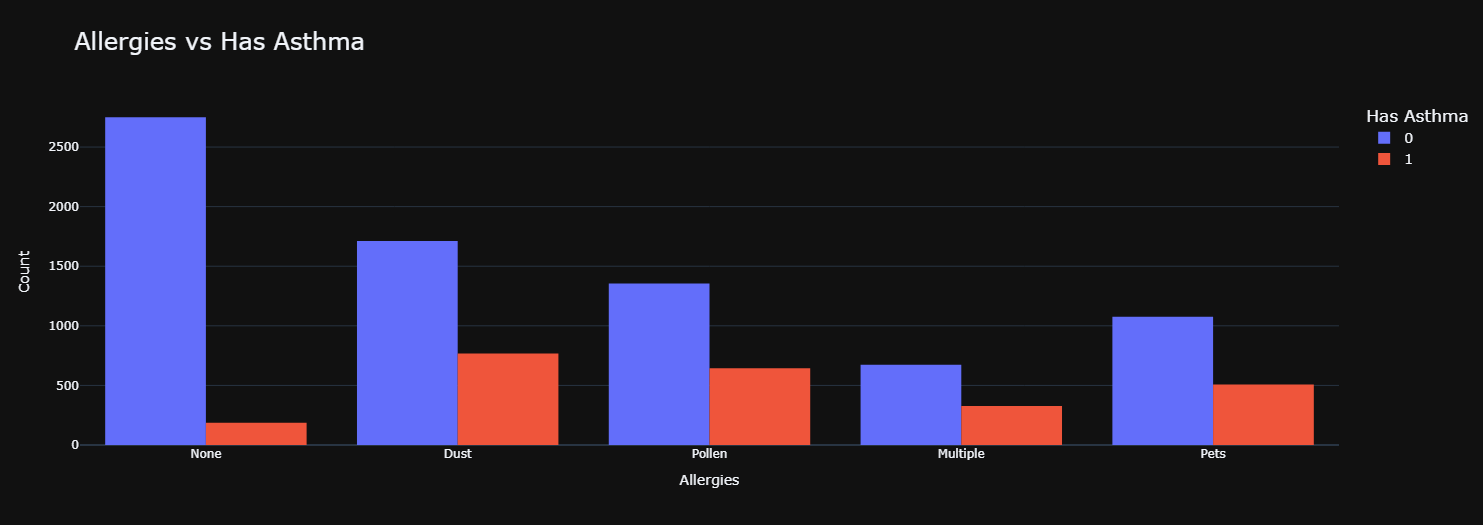 Allergies vs Has Asthma
Has Asthma
0
1
Count
2500
2000
1500
1000
500
0
None
Dust
Pollen
Multiple
Pets
Allergies